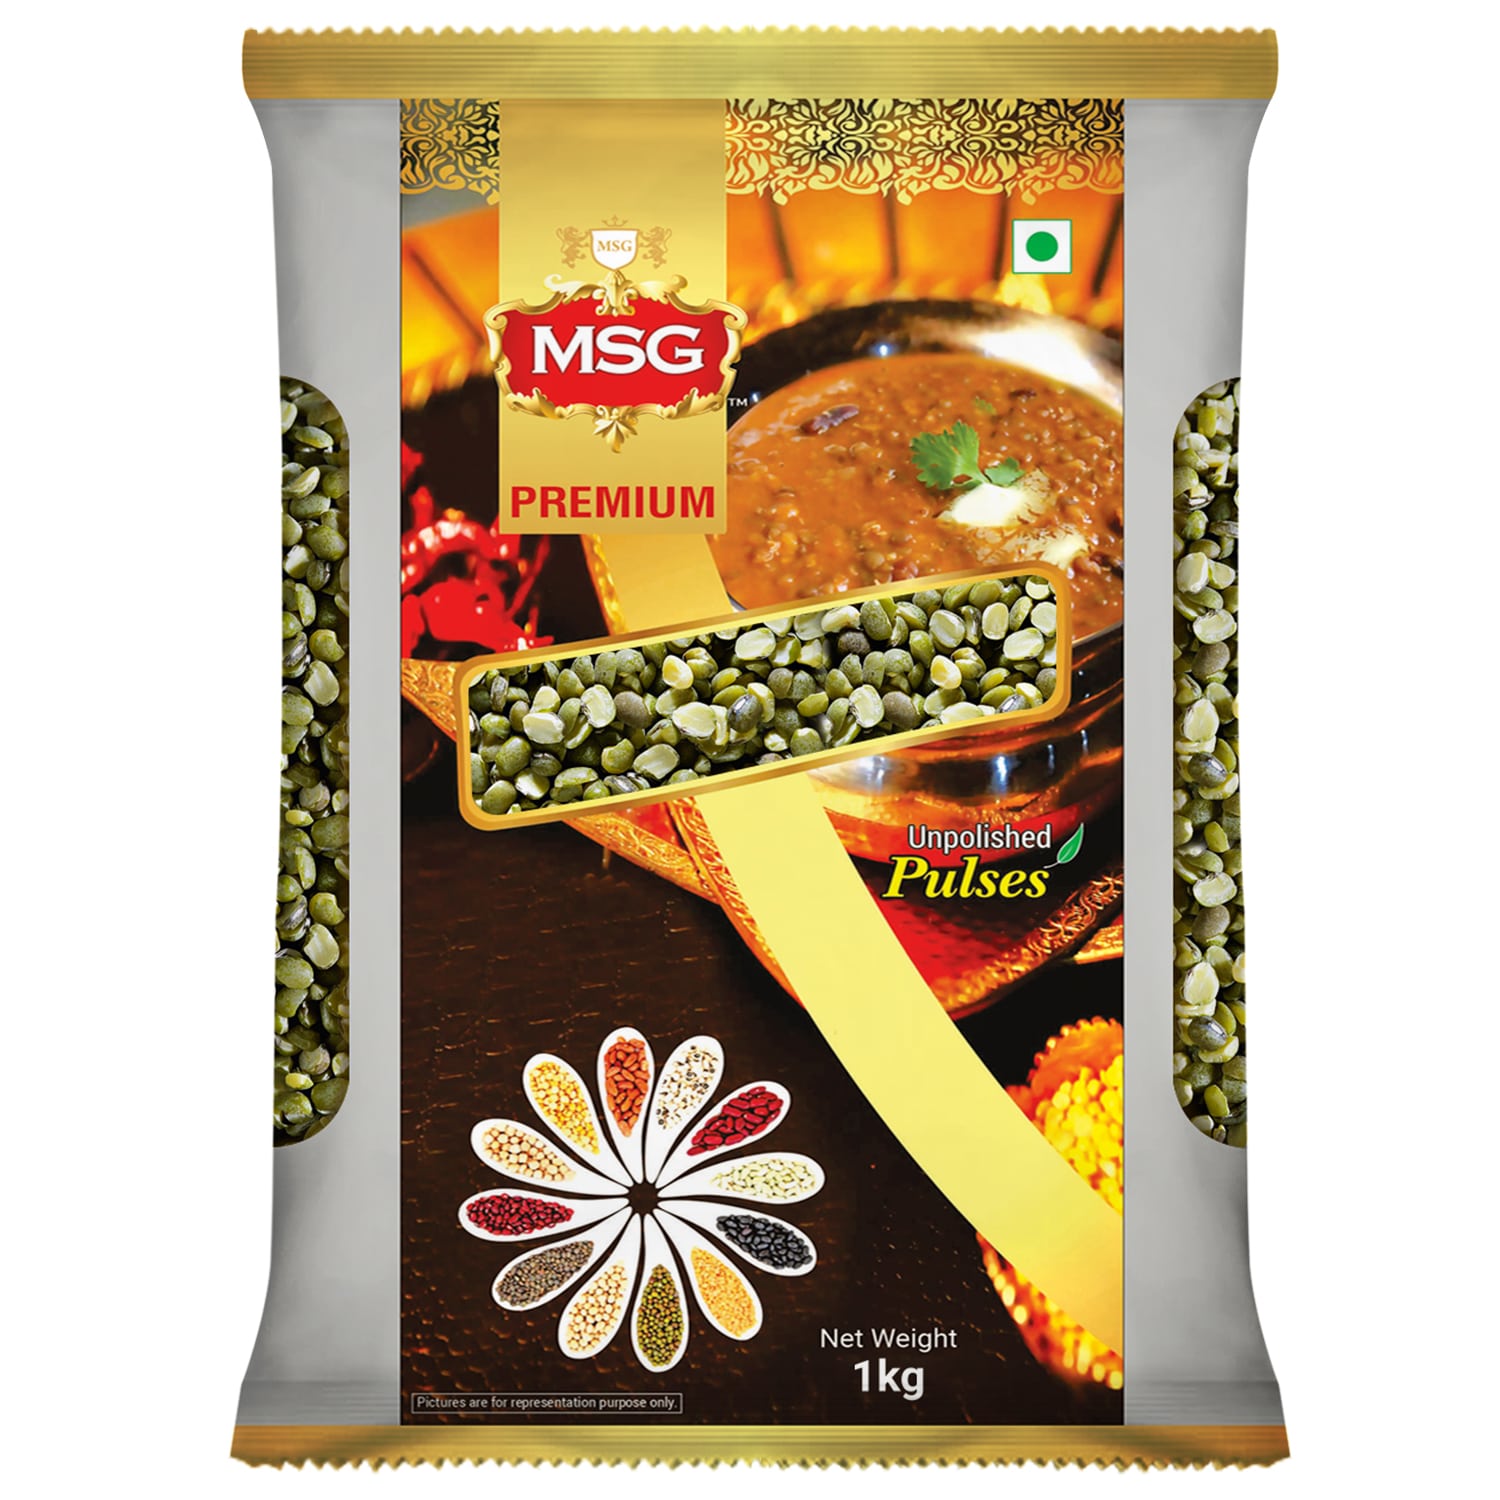 MSG
MSG
TM
PREMIUM
Unpolished
Pulses
Net Weight
1kg
Pictures are for representation purpose only.